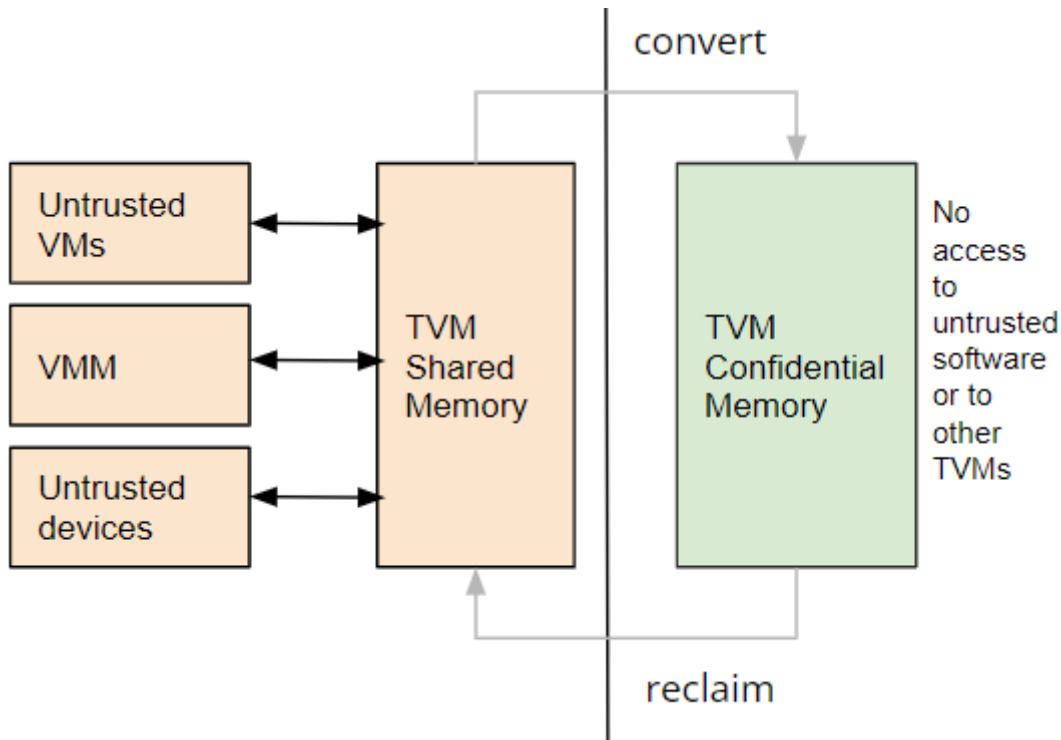 convert
Untrusted
VMs
VMM
Untrusted
devices
TVM
Shared
Memory
TVM
Confidential
Memory
No
access
to
untrusted
software
or to
other
TVMs
reclaim